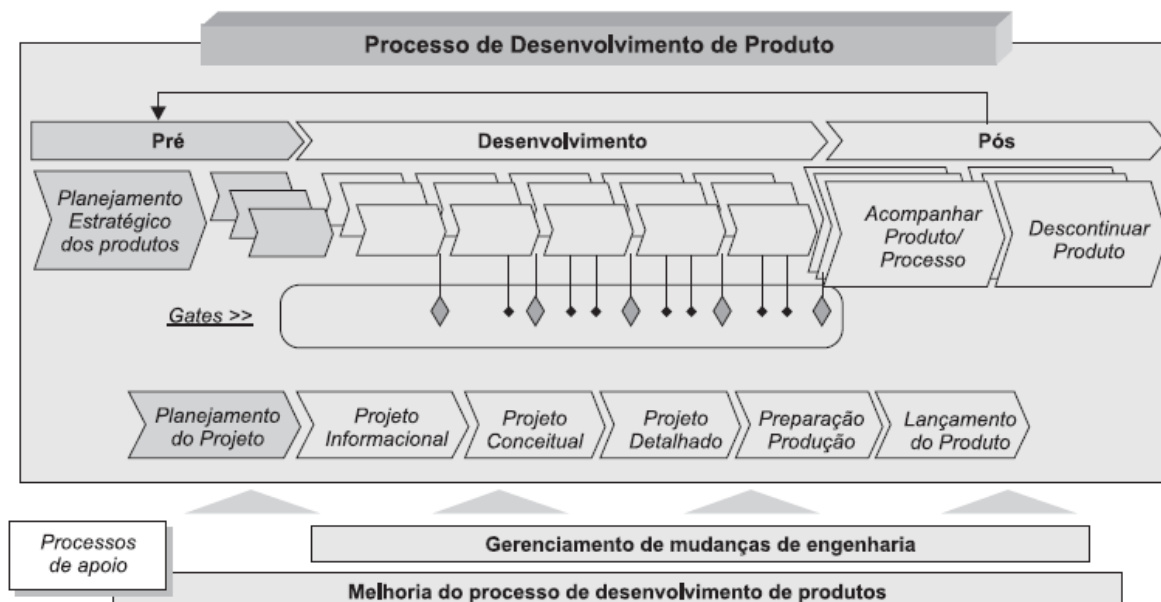 Processo de Desenvolvimento de Produto
Pré
Desenvolvimento
Pós
Planejamento
Estratégico
dos produtos
Acompanhar
Produto/
Processo
Descontinuar
Produto
Gates >>
Planejamento
do Projeto
Projeto
Informacional
Projeto
Conceitual
Projeto
Detalhado
Preparação
Produção
Lançamento
do Produto
Processos
de apoio
Gerenciamento de mudanças de engenharia
Melhoria do processo de desenvolvimento de produtos